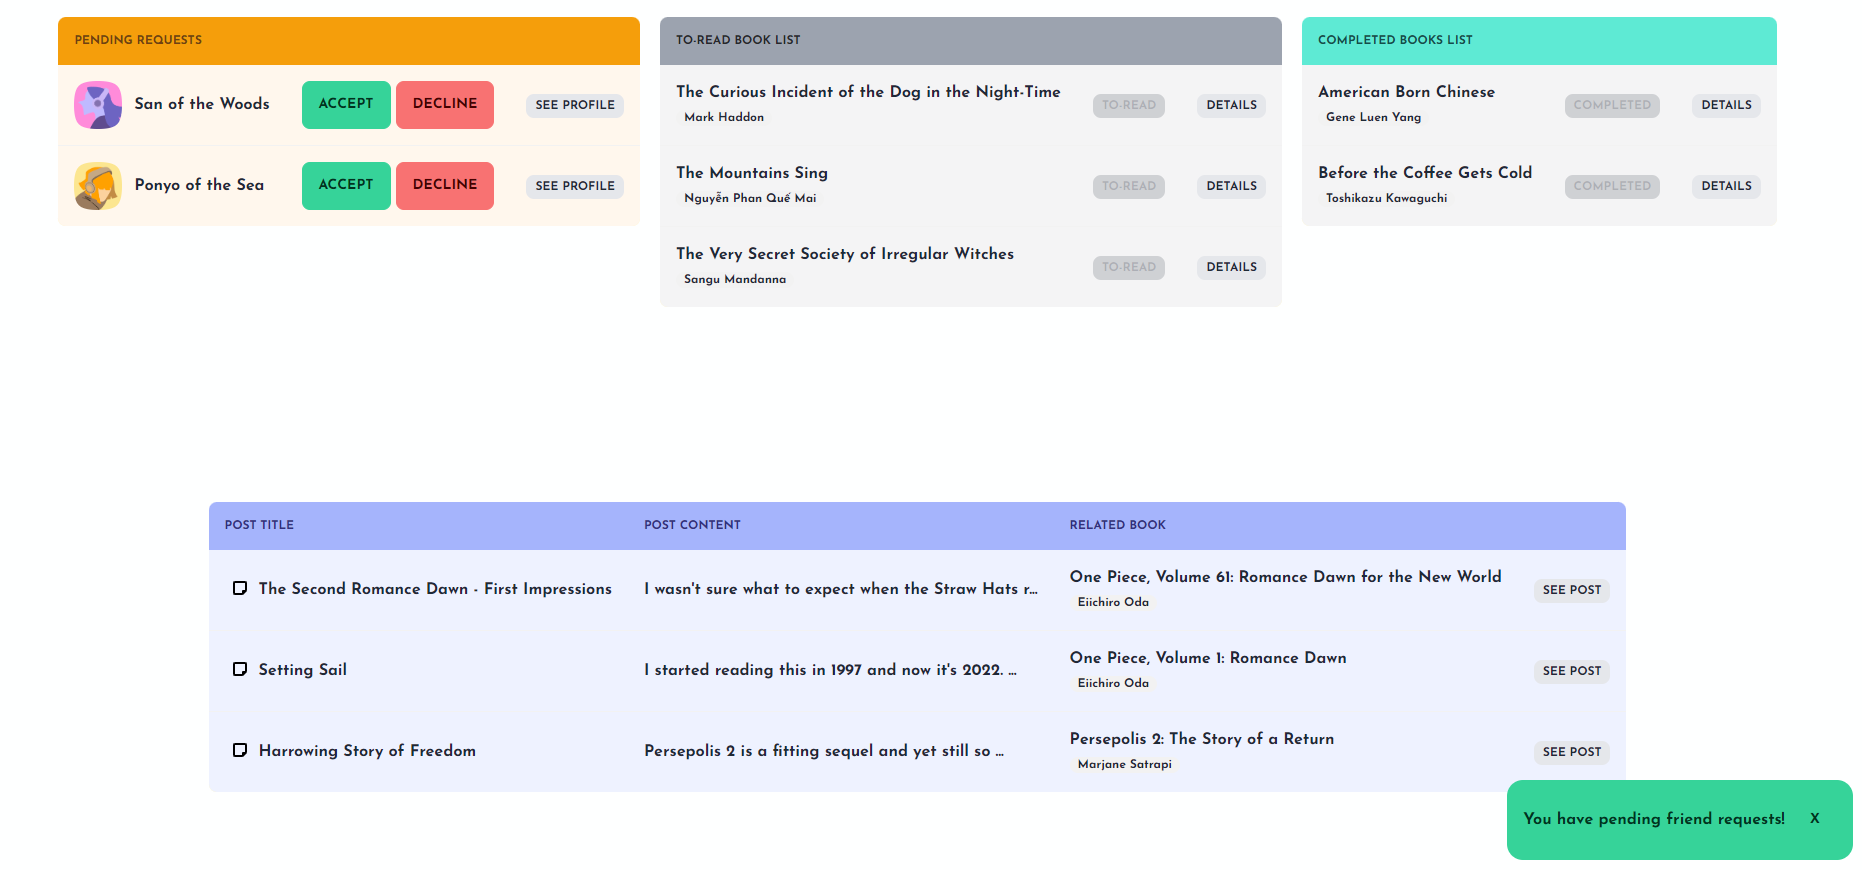 PENDING REQUESTS
San of the Woods ACCEPT DECLINE SEE PROFILE
Ponyo of the Sea ACCEPT DECLINE SEE PROFILE
TO-READ BOOK LIST
The Curious Incident of the Dog in the Night-Time
Mark Haddon
TO-READ DETAILS
The Mountains Sing
Nguyễn Phan Quế Mai
TO-READ DETAILS
The Very Secret Society of Irregular Witches
Sangu Mandanna
TO-READ DETAILS
COMPLETED BOOKS LIST
American Born Chinese
Gene Luen Yang
COMPLETED DETAILS
Before the Coffee Gets Cold
Toshikazu Kawaguchi
COMPLETED DETAILS
POST TITLE POST CONTENT RELATED BOOK
The Second Romance Dawn - First Impressions I wasn't sure what to expect when the Straw Hats r... One Piece, Volume 61: Romance Dawn for the New World
Eiichiro Oda
SEE POST
Setting Sail I started reading this in 1997 and now it's 2022. ... One Piece, Volume 1: Romance Dawn
Eiichiro Oda
SEE POST
Harrowing Story of Freedom Persepolis 2 is a fitting sequel and yet still so ... Persepolis 2: The Story of a Return
Marjane Satrapi
SEE POST
You have pending friend requests! X